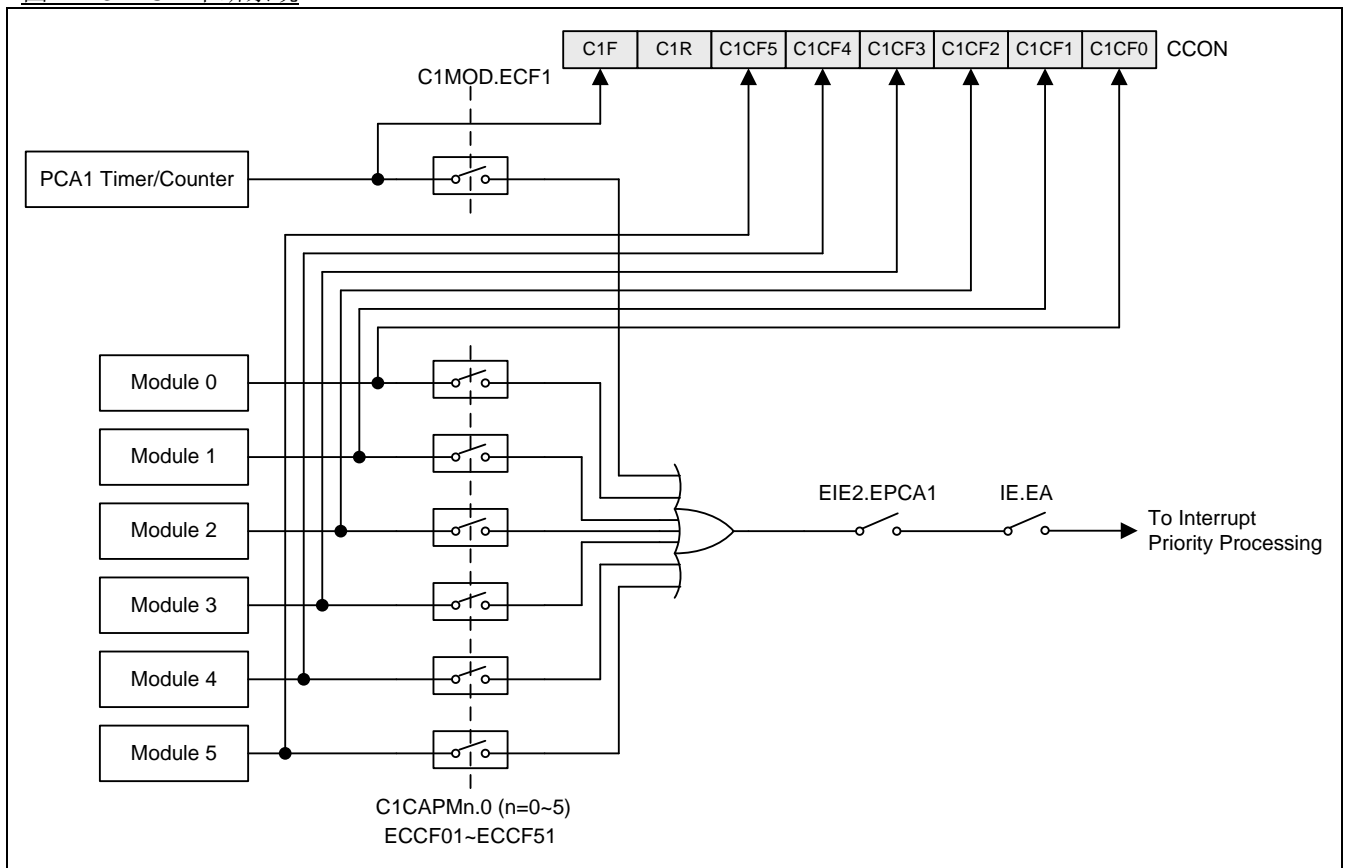 C1F C1R C1CF5 C1CF4 C1CF3 C1CF2 C1CF1 C1CF0 CCON
C1MOD.ECF1
PCA1 Timer/Counter
Module 0
Module 1
Module 2
Module 3
Module 4
Module 5
EIE2.EPCA1 IE.EA
To Interrupt
Priority Processing
C1CAPMn.0 (n=0~5)
ECCF01~ECCF51